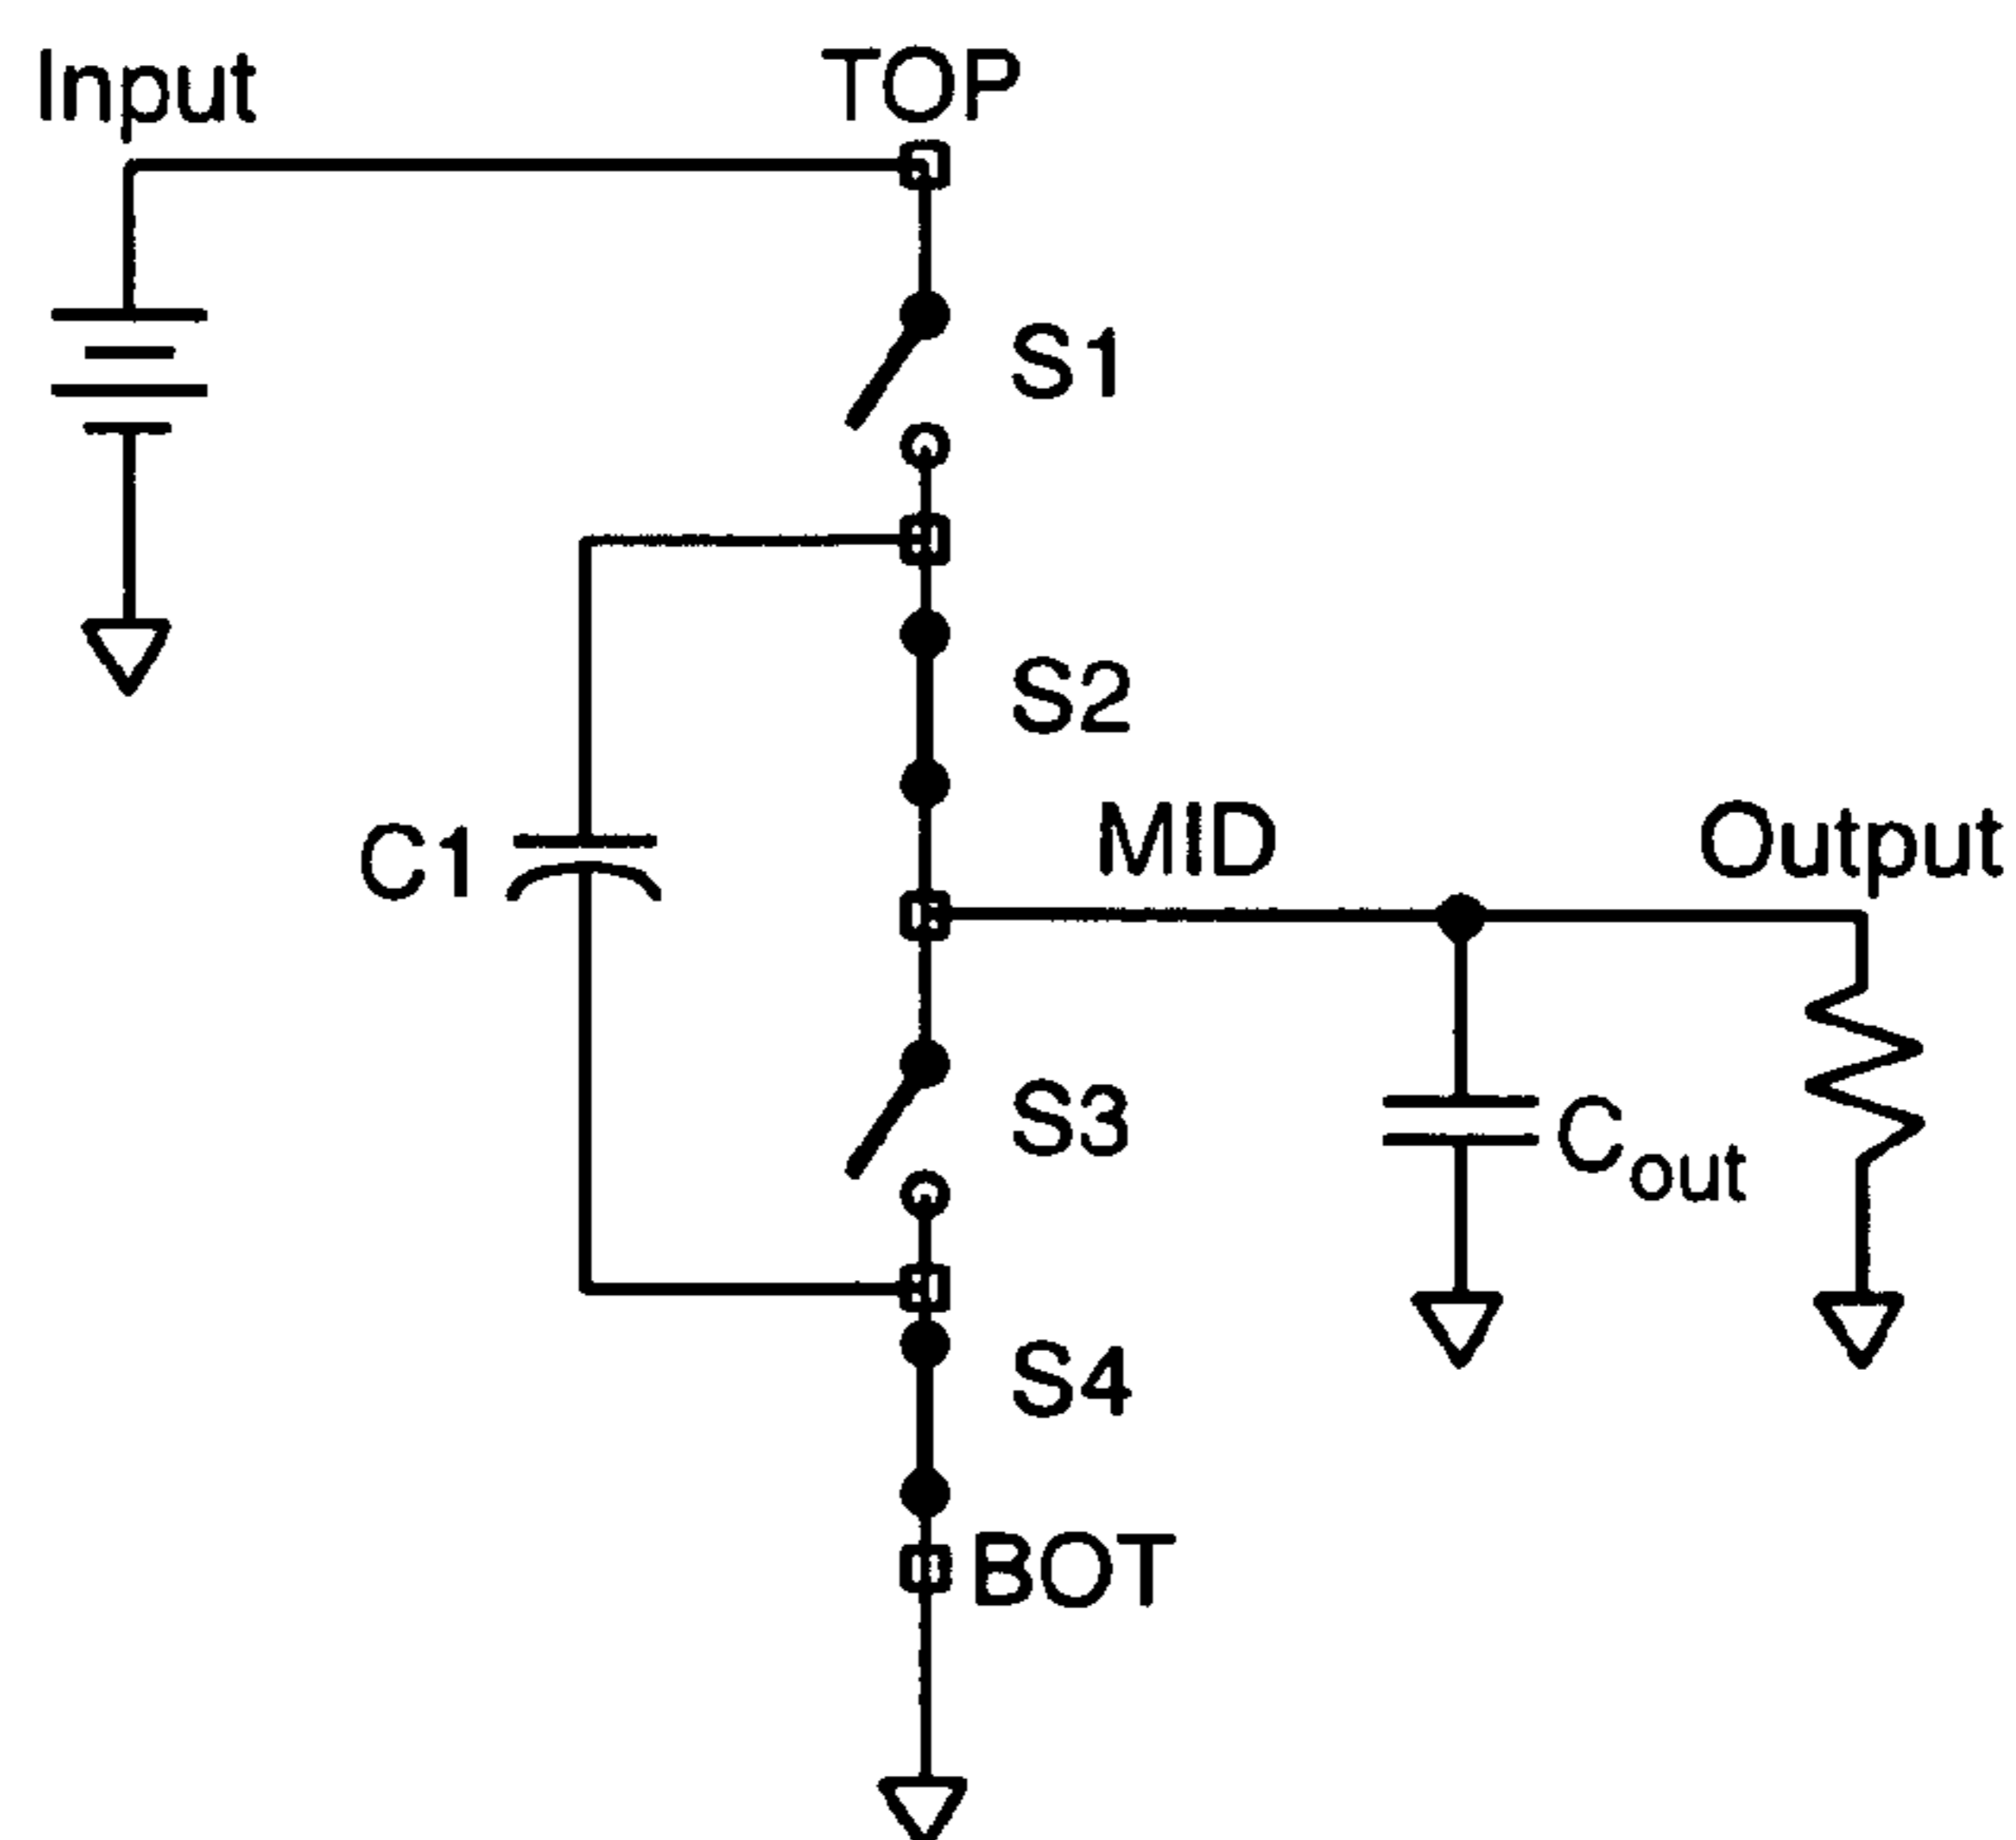 Input
TOP
S1
S2
C1
MID
Output
S3
Cout
S4
BOT